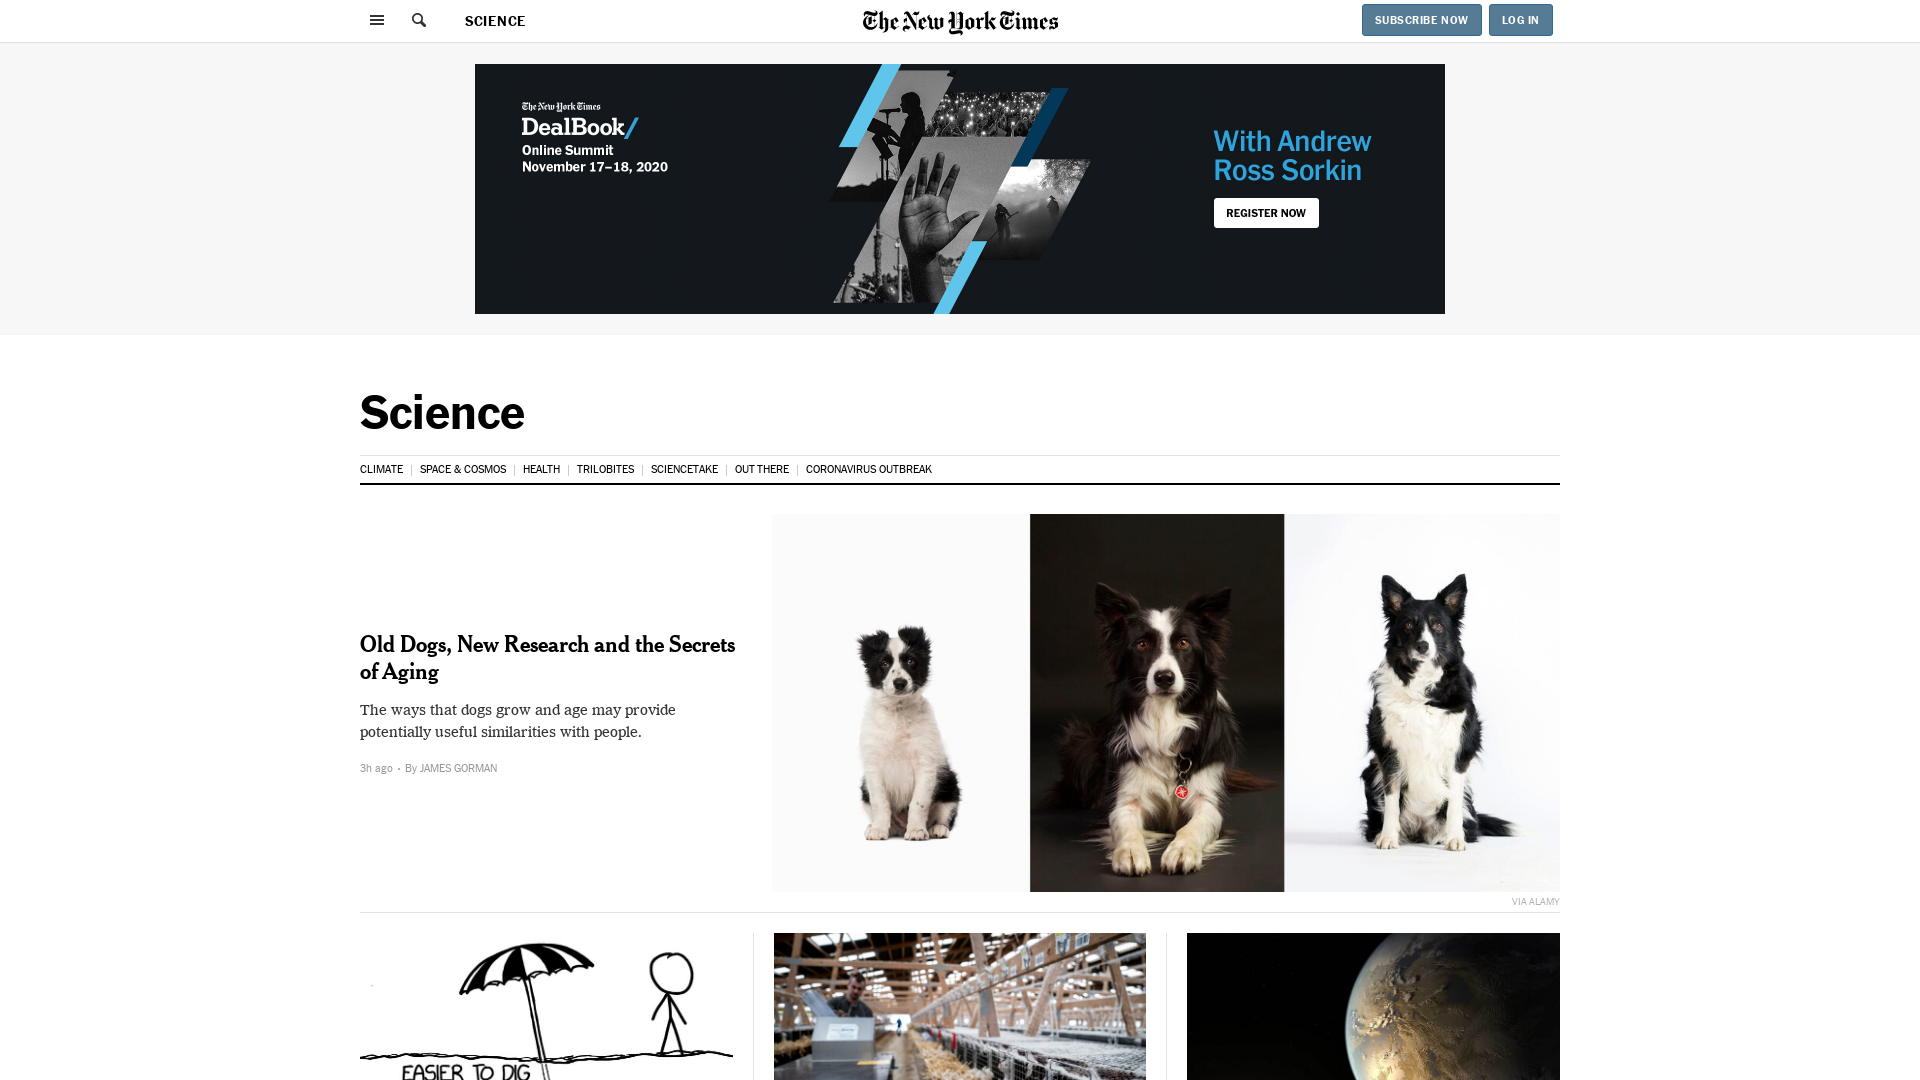 SCIENCE
The New York Times
SUBSCRIBE NOW
LOG IN
The New York Times
DealBook/
Online Summit
November 17–18, 2020
With Andrew
Ross Sorkin
REGISTER NOW
Science
CLIMATE
SPACE & COSMOS
HEALTH
TRILOBITES
SCIENCETAKE
OUT THERE
CORONAVIRUS OUTBREAK
Old Dogs, New Research and the Secrets
of Aging
The ways that dogs grow and age may provide
potentially useful similarities with people.
3h ago • By JAMES GORMAN
VIA ALAMY
EASIER TO DIG